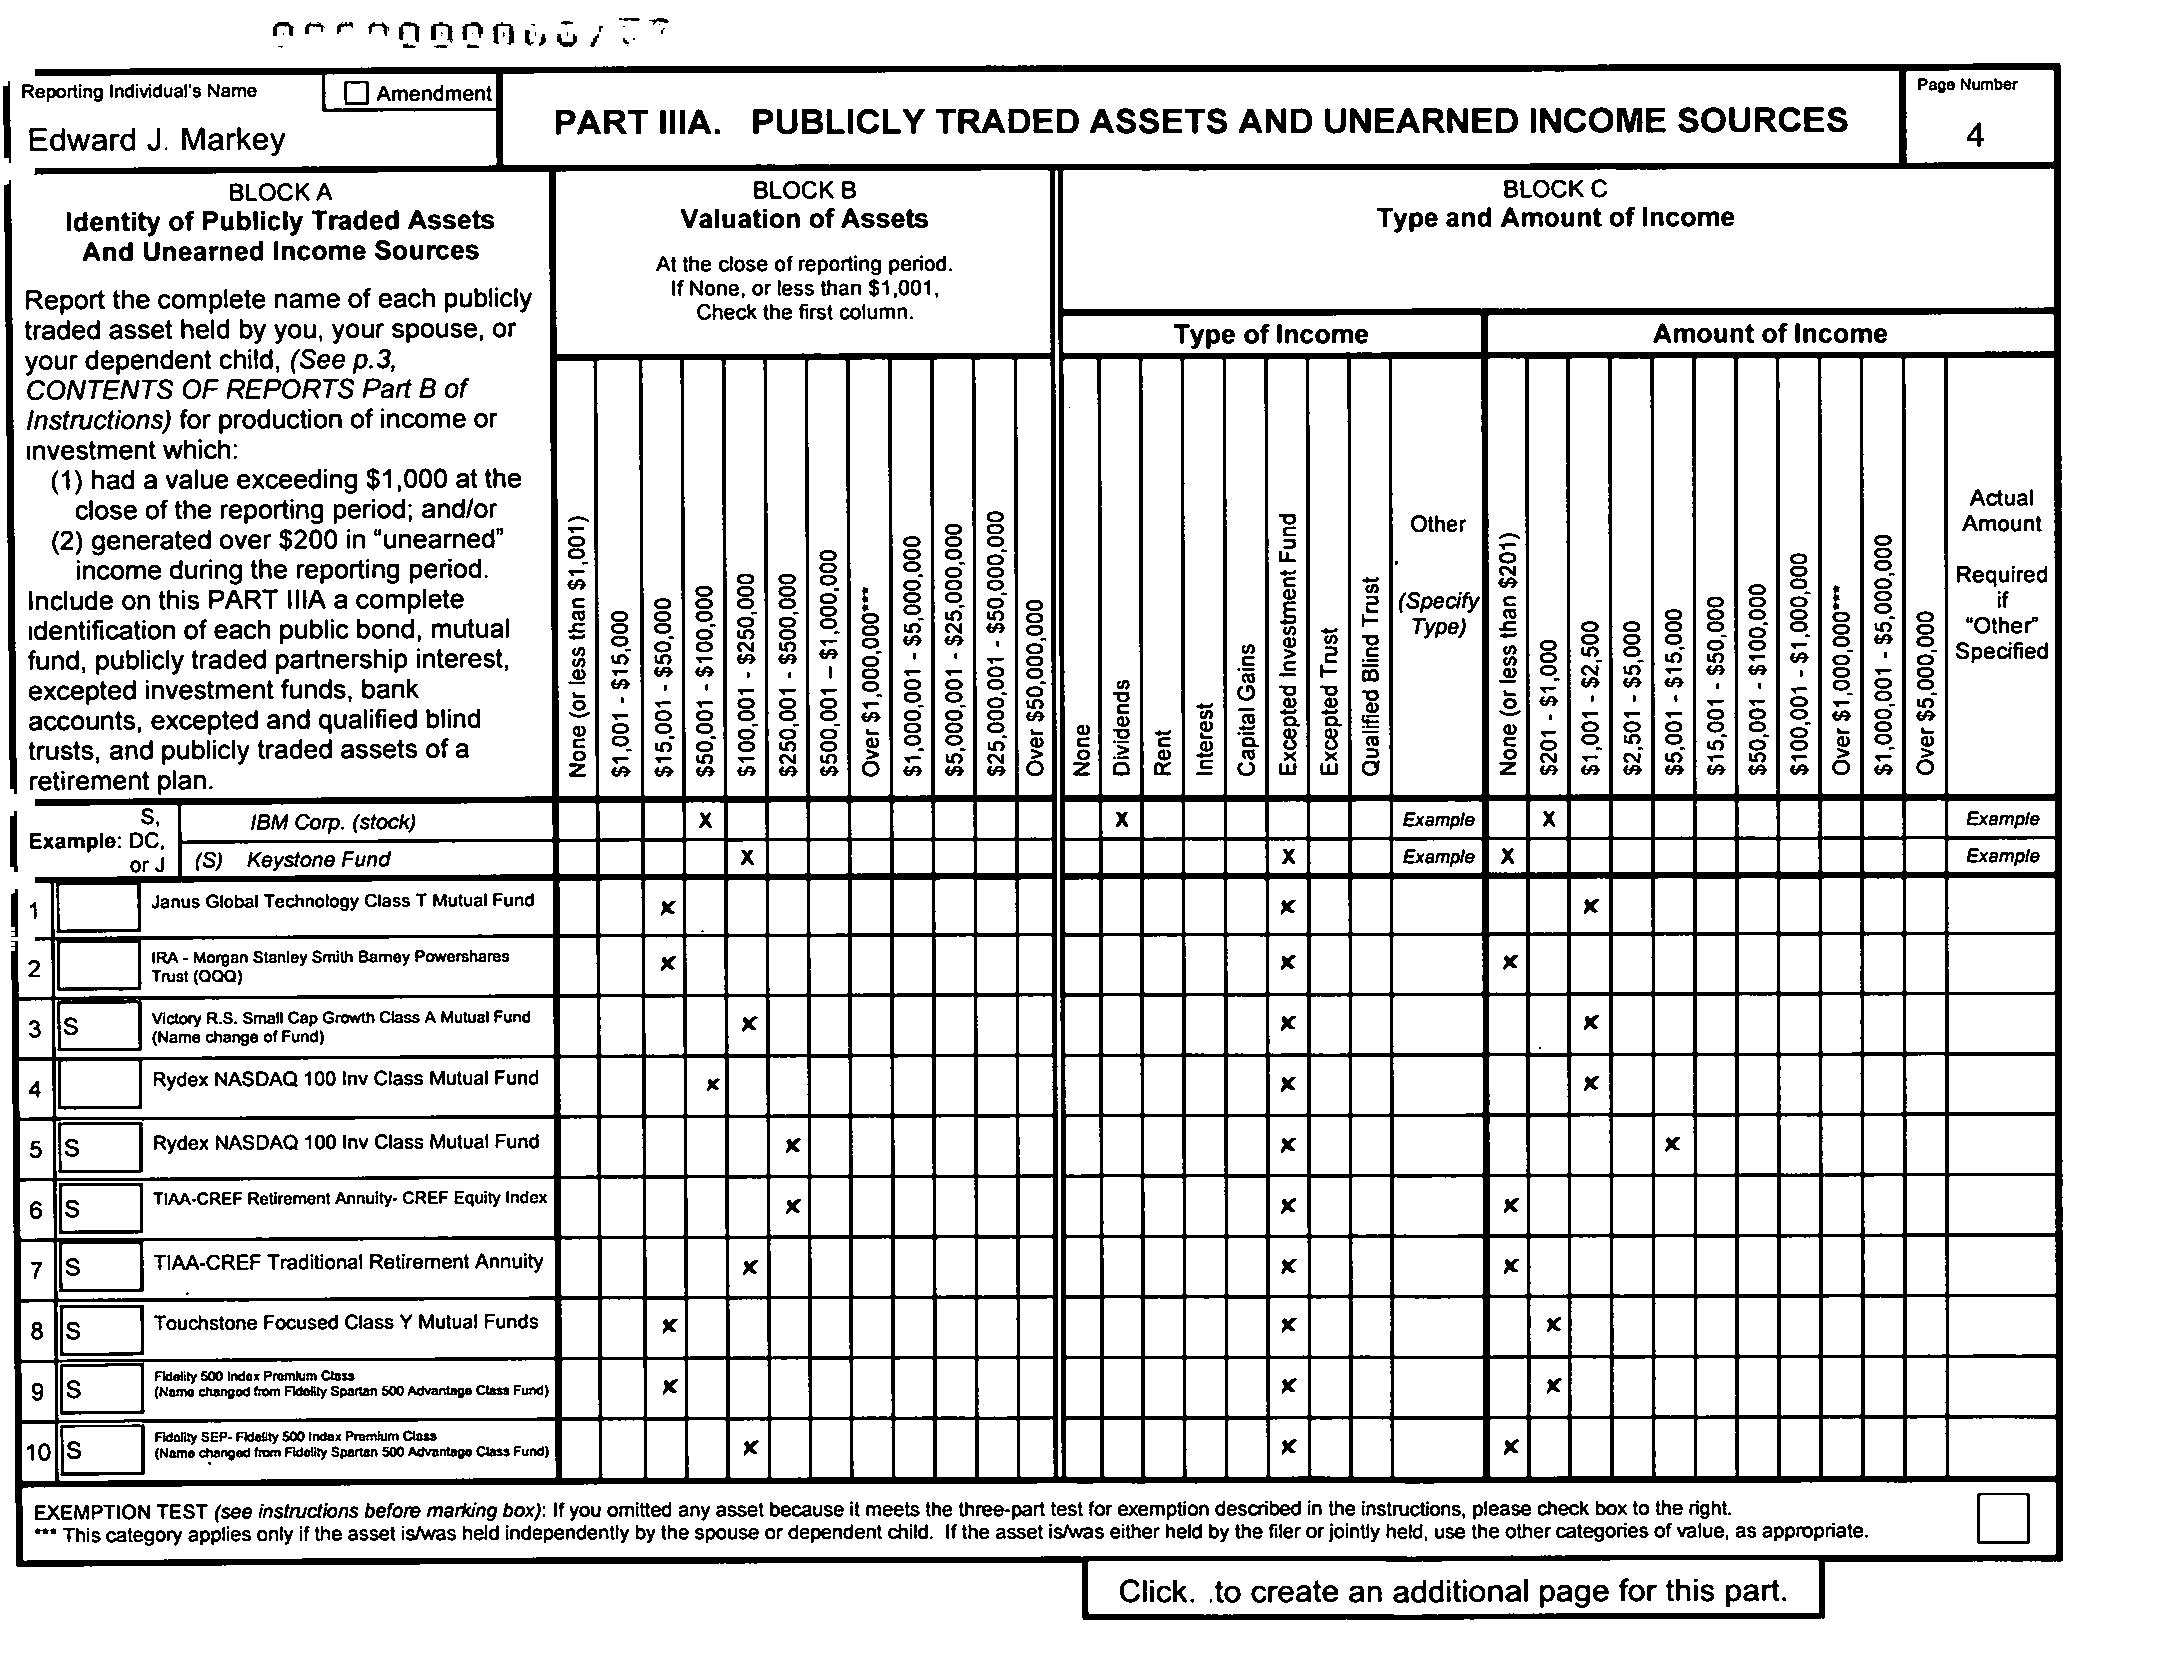 Reporting Individual's Name
Amendment
Edward J. Markey
PART IIIA. PUBLICLY TRADED ASSETS AND UNEARNED INCOME SOURCES
Page Number
4
BLOCK A
Identity of Publicly Traded Assets
And Unearned Income Sources
Report the complete name of each publicly
traded asset held by you, your spouse, or
your dependent child, (See p.3,
CONTENTS OF REPORTS Part B of
Instructions) for production of income or
investment which:
(1) had a value exceeding $1,000 at the
close of the reporting period; and/or
(2) generated over $200 in "unearned"
income during the reporting period.
Include on this PART IIIA a complete
identification of each public bond, mutual
fund, publicly traded partnership interest,
excepted investment funds, bank
accounts, excepted and qualified blind
trusts, and publicly traded assets of a
retirement plan.
BLOCK B
Valuation of Assets
At the close of reporting period.
If None, or less than $1,001,
Check the first column.
None (or less than $1,001)
$1,001 - $15,000
$15,001 - $50,000
$50,001 - $100,000
$100,001 - $250,000
$250,001 - $500,000
$500,001 – $1,000,000
Over $1,000,000***
$1,000,001 - $5,000,000
$5,000,001 - $25,000,000
$25,000,001 - $50,000,000
Over $50,000,000
BLOCK C
Type and Amount of Income
Type of Income
None
Dividends
Rent
Interest
Capital Gains
Excepted Investment Fund
Excepted Trust
Qualified Blind Trust
Other
(Specify
Type)
Amount of Income
None (or less than $201)
$201 - $1,000
$1,001 - $2,500
$2,501 - $5,000
$5,001 - $15,000
$15,001 - $50,000
$50,001 - $100,000
$100,001 - $1,000,000
Over $1,000,000***
$1,000,001 - $5,000,000
Over $5,000,000
Actual
Amount
Required
if
"Other"
Specified
Example: S, DC, or J
IBM Corp. (stock) X X Example X Example
(S) Keystone Fund X X Example X Example
1 Janus Global Technology Class T Mutual Fund x x x
2 IRA - Morgan Stanley Smith Barney Powershares
Trust (QQQ) x x x
3 S Victory R.S. Small Cap Growth Class A Mutual Fund
(Name change of Fund) x x x
4 Rydex NASDAQ 100 Inv Class Mutual Fund x x x
5 S Rydex NASDAQ 100 Inv Class Mutual Fund x x x
6 S TIAA-CREF Retirement Annuity- CREF Equity Index x x x
7 S TIAA-CREF Traditional Retirement Annuity x x x
8 S Touchstone Focused Class Y Mutual Funds x x x
9 S Fidelity 500 Index Premium Class
(Name changed from Fidelity Spartan 500 Advantage Class Fund) x x x
10 S Fidelity SEP- Fidelity 500 Index Premium Class
(Name changed from Fidelity Spartan 500 Advantage Class Fund) x x x
EXEMPTION TEST (see instructions before marking box): If you omitted any asset because it meets the three-part test for exemption described in the instructions, please check box to the right.
*** This category applies only if the asset is/was held independently by the spouse or dependent child. If the asset is/was either held by the filer or jointly held, use the other categories of value, as appropriate.
Click. .to create an additional page for this part.